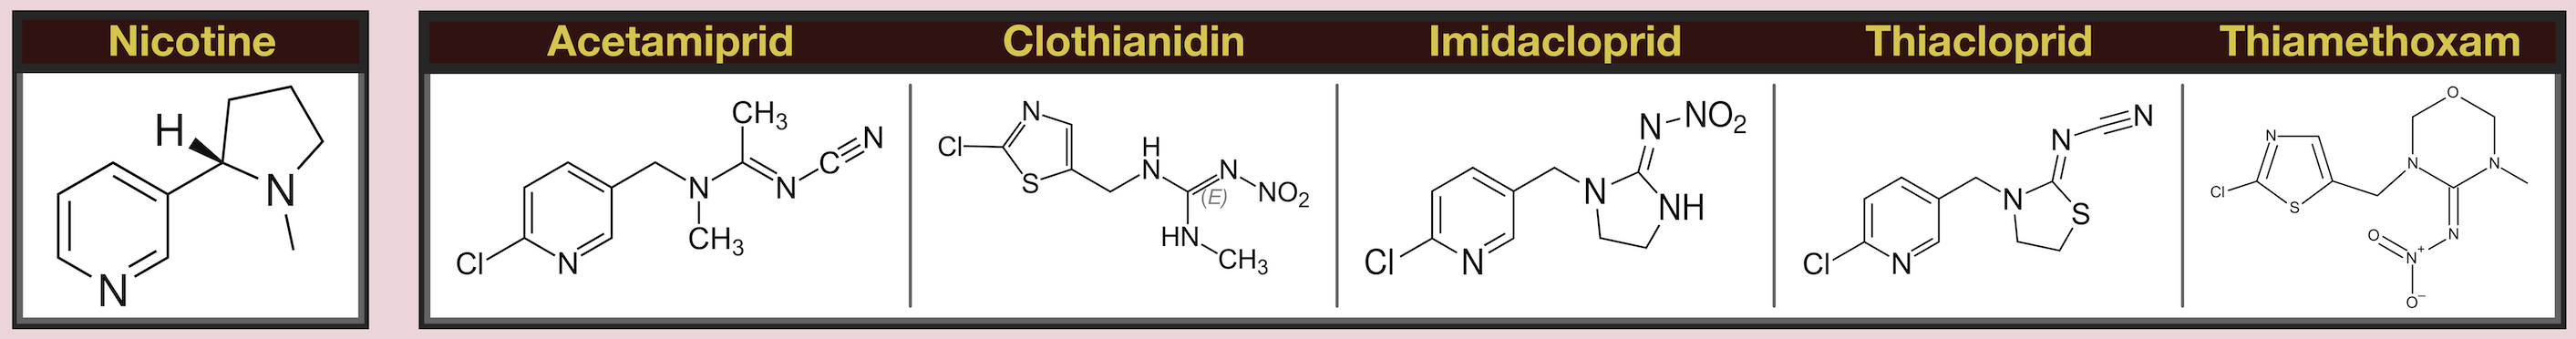 Nicotine
H
N
N
Acetamiprid Clothianidin Imidacloprid Thiacloprid Thiamethoxam
CH₃
C N
N
N
CH₃
Cl
N
N
Cl
S
H
N
N
NO₂
(E)
HN
CH₃
N
NO₂
N
NH
Cl
N
N
N
N
S
Cl
N
O
N
N
N
Cl
S
N
O
N⁺
O⁻